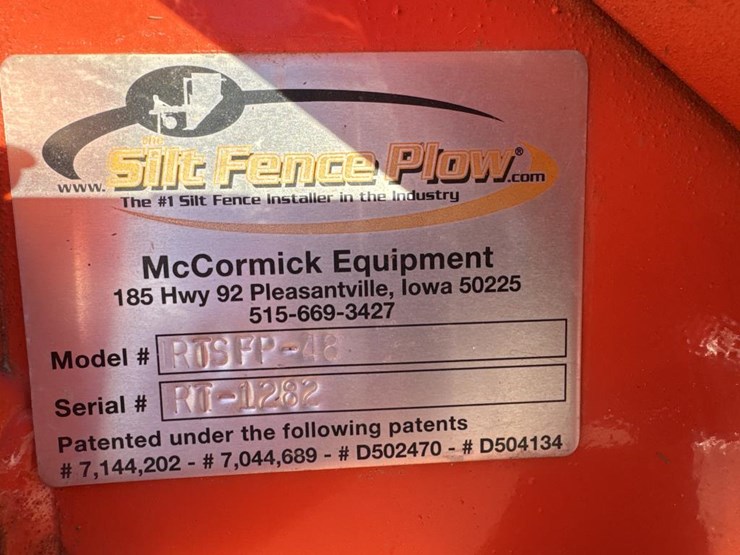 the
www.Silt Fence Plow®.com
The #1 Silt Fence Installer in the Industry
McCormick Equipment
185 Hwy 92 Pleasantville, Iowa 50225
515-669-3427
Model # RTSFP-48
Serial # RT-1282
Patented under the following patents
# 7,144,202 - # 7,044,689 - # D502470 - # D504134